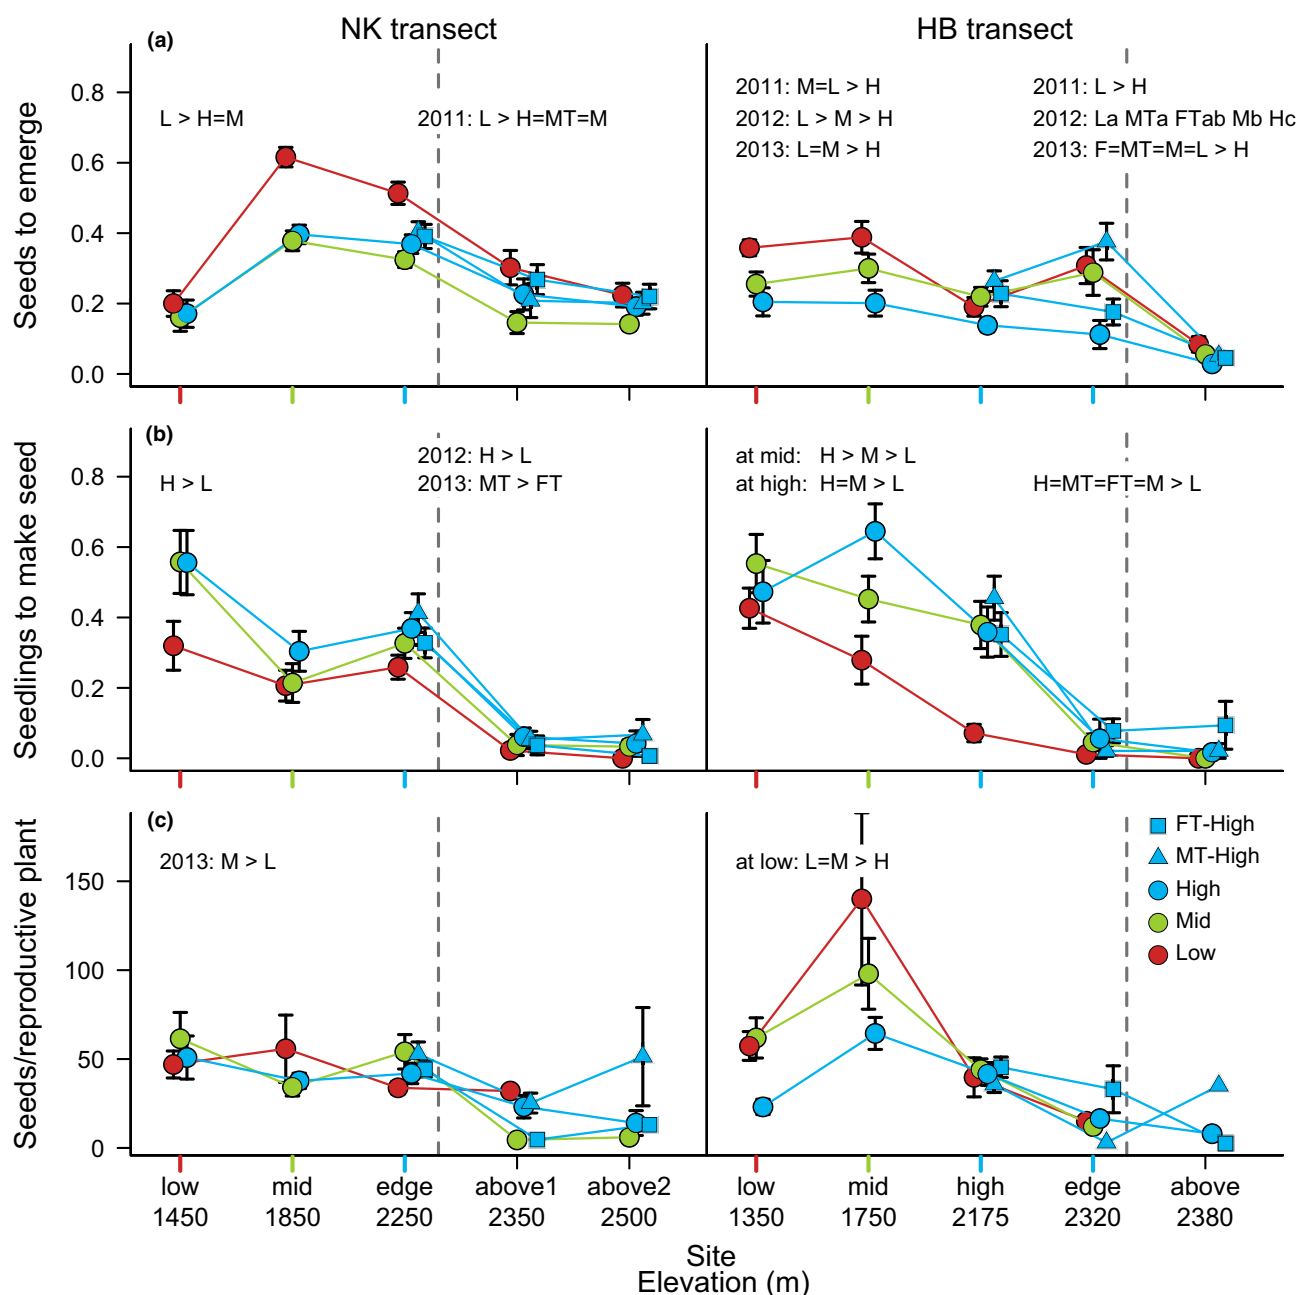 NK transect
HB transect
(a)
Seeds to emerge
0.8
0.6
0.4
0.2
0.0
L > H=M
2011: L > H=MT=M
2011: M=L > H
2012: L > M > H
2013: L=M > H
2011: L > H
2012: La MTa FTab Mb Hc
2013: F=MT=M=L > H
(b)
Seedlings to make seed
0.8
0.6
0.4
0.2
0.0
H > L
2012: H > L
2013: MT > FT
at mid: H > M > L
at high: H=M > L
H=MT=FT=M > L
(c)
Seeds/reproductive plant
150
100
50
0
2013: M > L
at low: L=M > H
FT-High
MT-High
High
Mid
Low
low mid edge above1 above2 low mid high edge above
1450 1850 2250 2350 2500 1350 1750 2175 2320 2380
Site
Elevation (m)